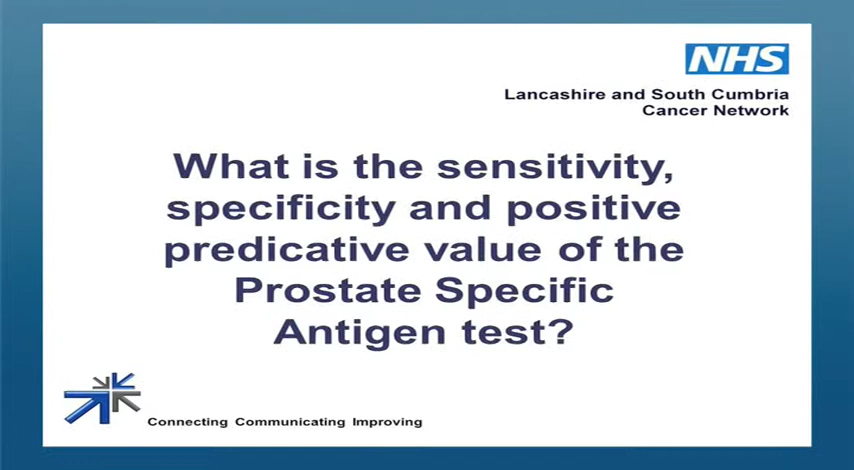 NHS
Lancashire and South Cumbria
Cancer Network
What is the sensitivity,
specificity and positive
predicative value of the
Prostate Specific
Antigen test?
Connecting Communicating Improving